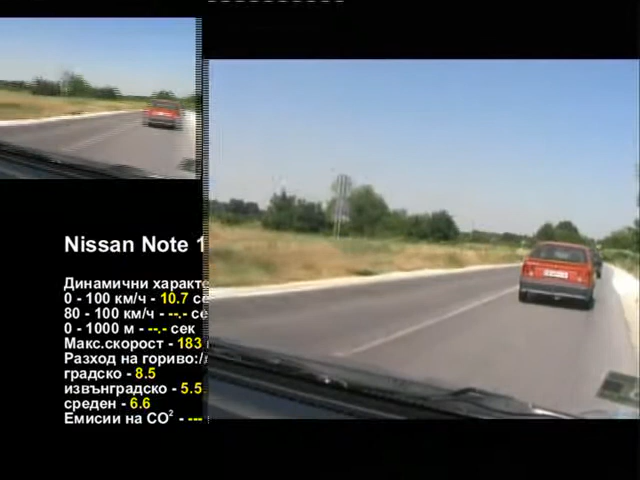 Nissan Note 1
Динамични характе
0 - 100 км/ч - 10.7 се
80 - 100 км/ч - --.- се
0 - 1000 м - --.- сек
Макс.скорост - 183
Разход на гориво:/
градско - 8.5
извънградско - 5.5
среден - 6.6
Емисии на CO² - ---